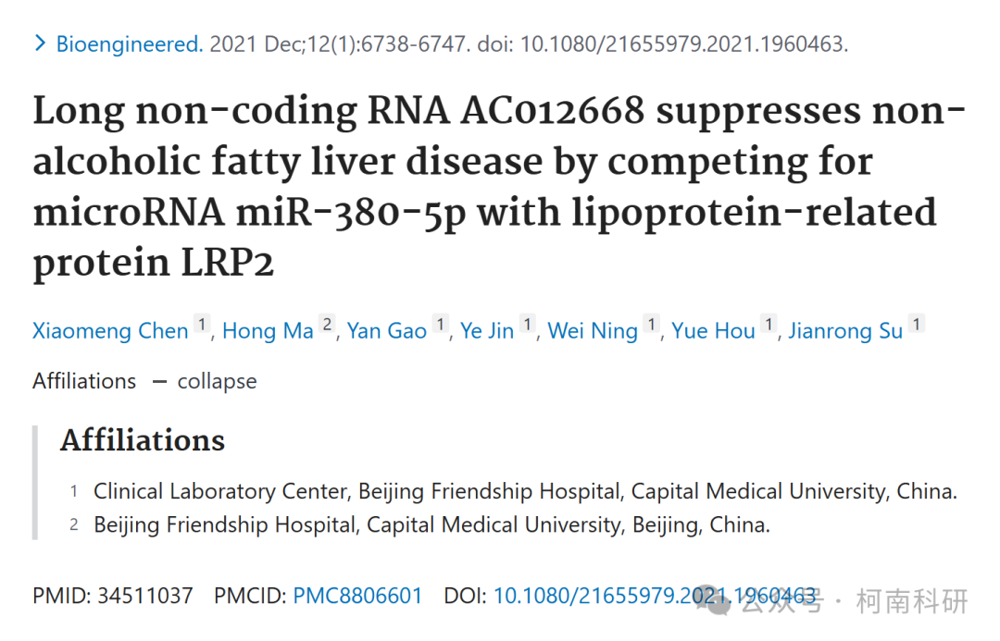 Bioengineered. 2021 Dec;12(1):6738-6747. doi: 10.1080/21655979.2021.1960463.
Long non-coding RNA AC012668 suppresses non-
alcoholic fatty liver disease by competing for
microRNA miR-380-5p with lipoprotein-related
protein LRP2
Xiaomeng Chen 1, Hong Ma 2, Yan Gao 1, Ye Jin 1, Wei Ning 1, Yue Hou 1, Jianrong Su 1
Affiliations — collapse
Affiliations
1 Clinical Laboratory Center, Beijing Friendship Hospital, Capital Medical University, China.
2 Beijing Friendship Hospital, Capital Medical University, Beijing, China.
PMID: 34511037 PMCID: PMC8806601 DOI: 10.1080/21655979.2021.1960463
公众号 · 柯南科研